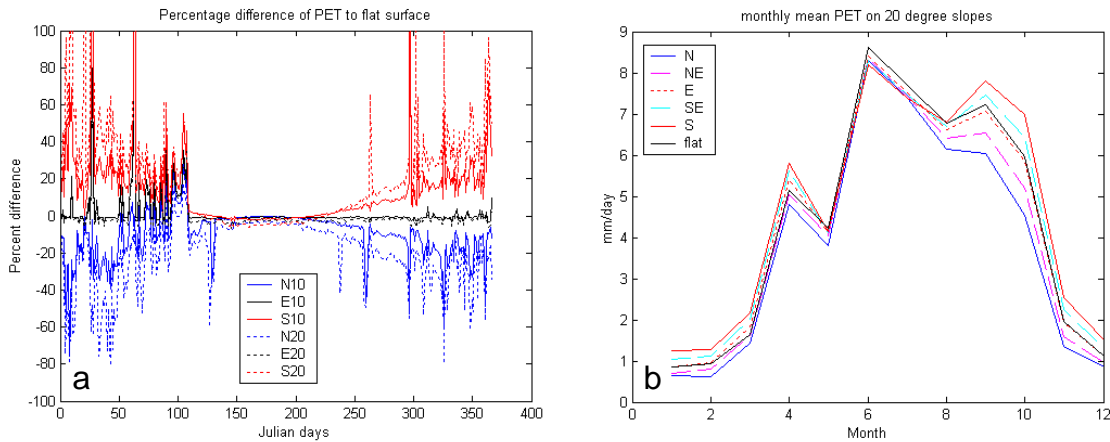 Percentage difference of PET to flat surface
100
80
60
40
20
0
-20
-40
-60
-80
-100
Percent difference
N10
E10
S10
N20
E20
S20
a
0
50
100
150
200
250
300
350
400
Julian days
monthly mean PET on 20 degree slopes
9
8
7
6
5
4
3
2
1
0
mm/day
N
NE
E
SE
S
flat
b
0
2
4
6
8
10
12
Month